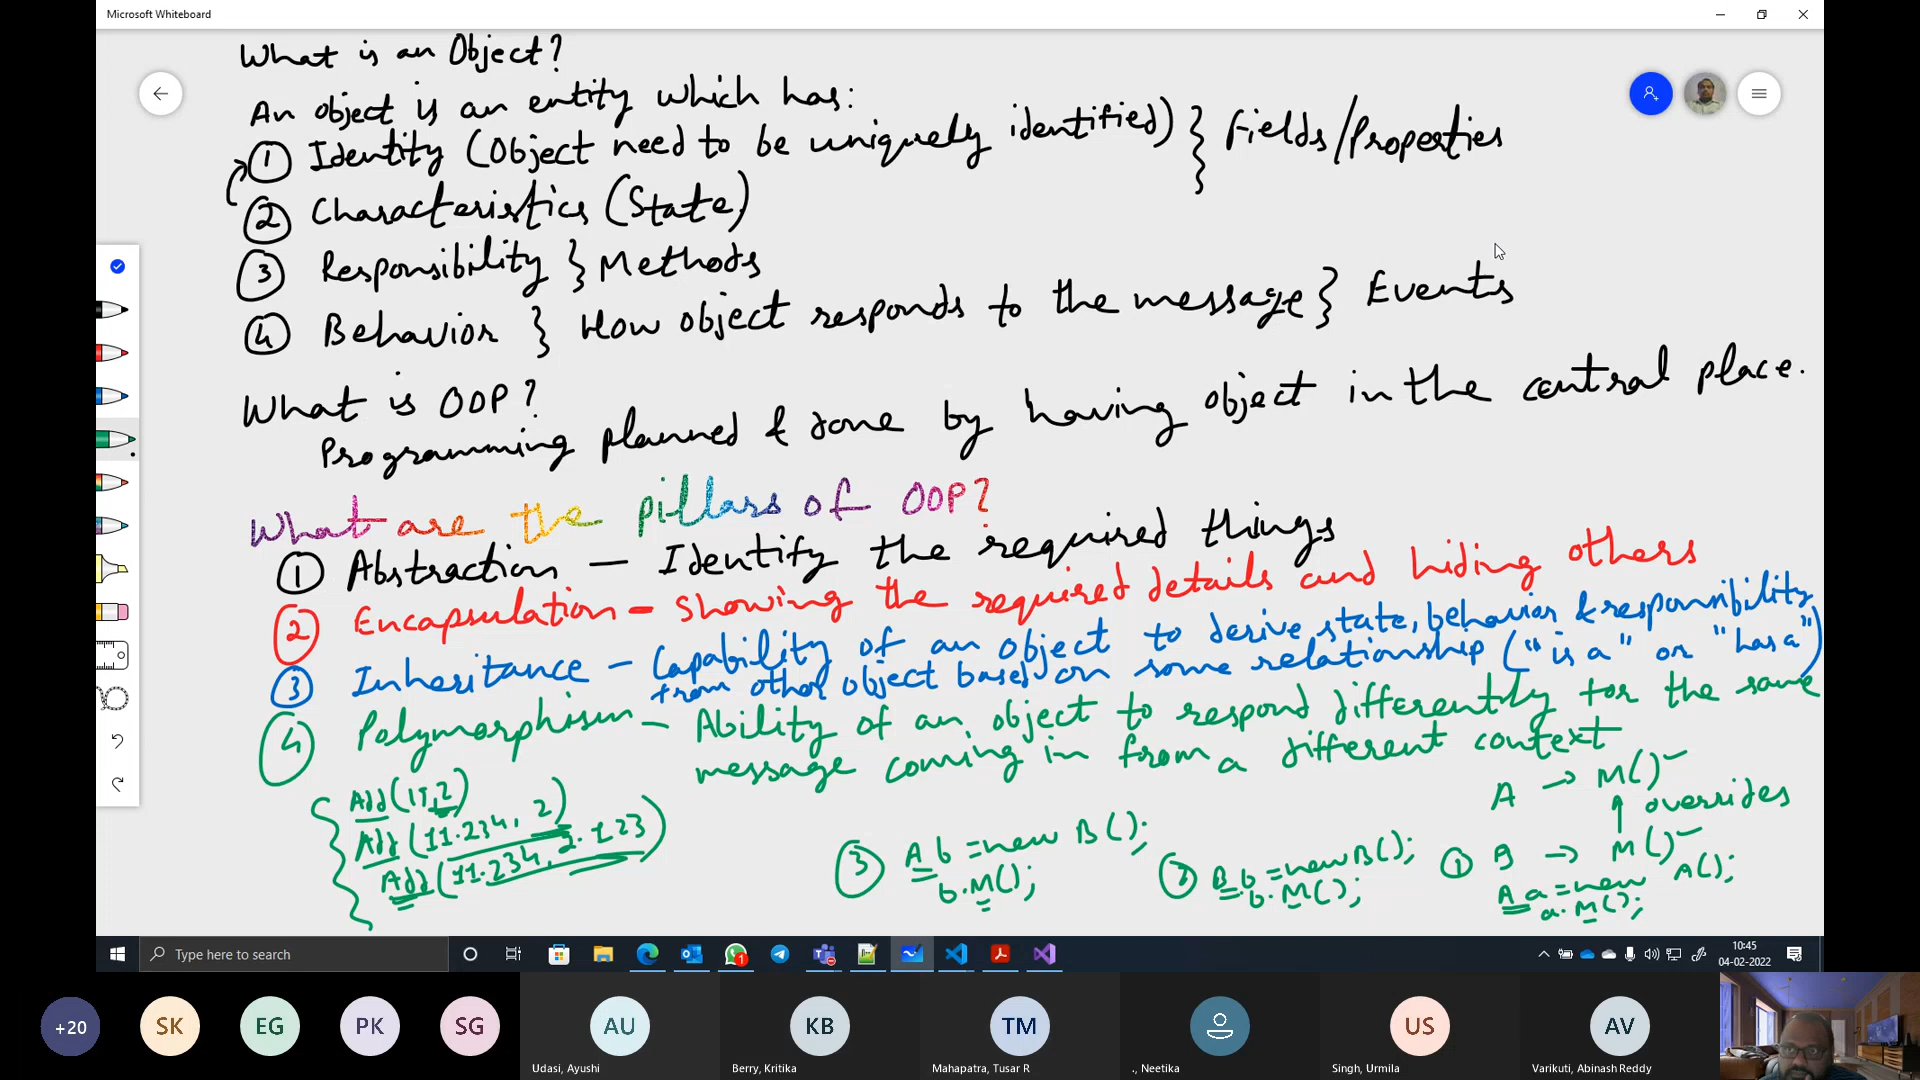 Microsoft Whiteboard
What is an Object?
An object is an entity which has:
1 Identity (Object need to be uniquely identified) } Fields/Properties
2 Characteristics (State)
3 Responsibility } Methods
4 Behavior } How object responds to the message } Events
What is OOP?
Programming planned & done by having object in the central place.
What are the pillars of OOP?
1 Abstraction — Identify the required things
2 Encapsulation - showing the required details and hiding others
3 Inheritance - Capability of an object to derive state, behavior & responsibility
from other object based on some relationship ("is a" or "has a")
4 Polymorphism - Ability of an object to respond differently for the same
message coming in from a different context
Add(11,2)
Add(11.234, 2)
Add(11.234, 2.123)
3 A b = new B();
b.M();
2 B b = new B();
b.M();
A → M()
overrides
1 B → M()
A a = new A();
a.M();
Type here to search
1
10:45
04-02-2022
+20
SK
EG
PK
SG
AU
KB
TM
US
AV
Udasi, Ayushi
Berry, Kritika
Mahapatra, Tusar R
., Neetika
Singh, Urmila
Varikuti, Abinash Reddy